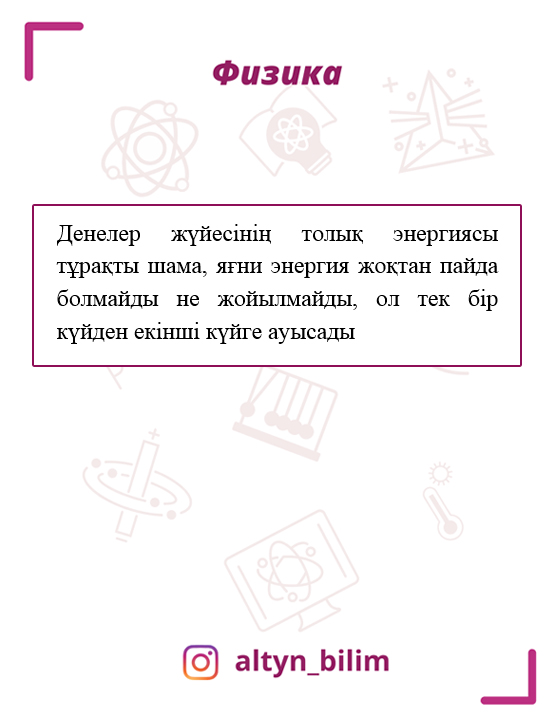 Физика
Денелер жүйесінің толық энергиясы
тұрақты шама, яғни энергия жоқтан пайда
болмайды не жойылмайды, ол тек бір
күйден екінші күйге ауысады
altyn_bilim